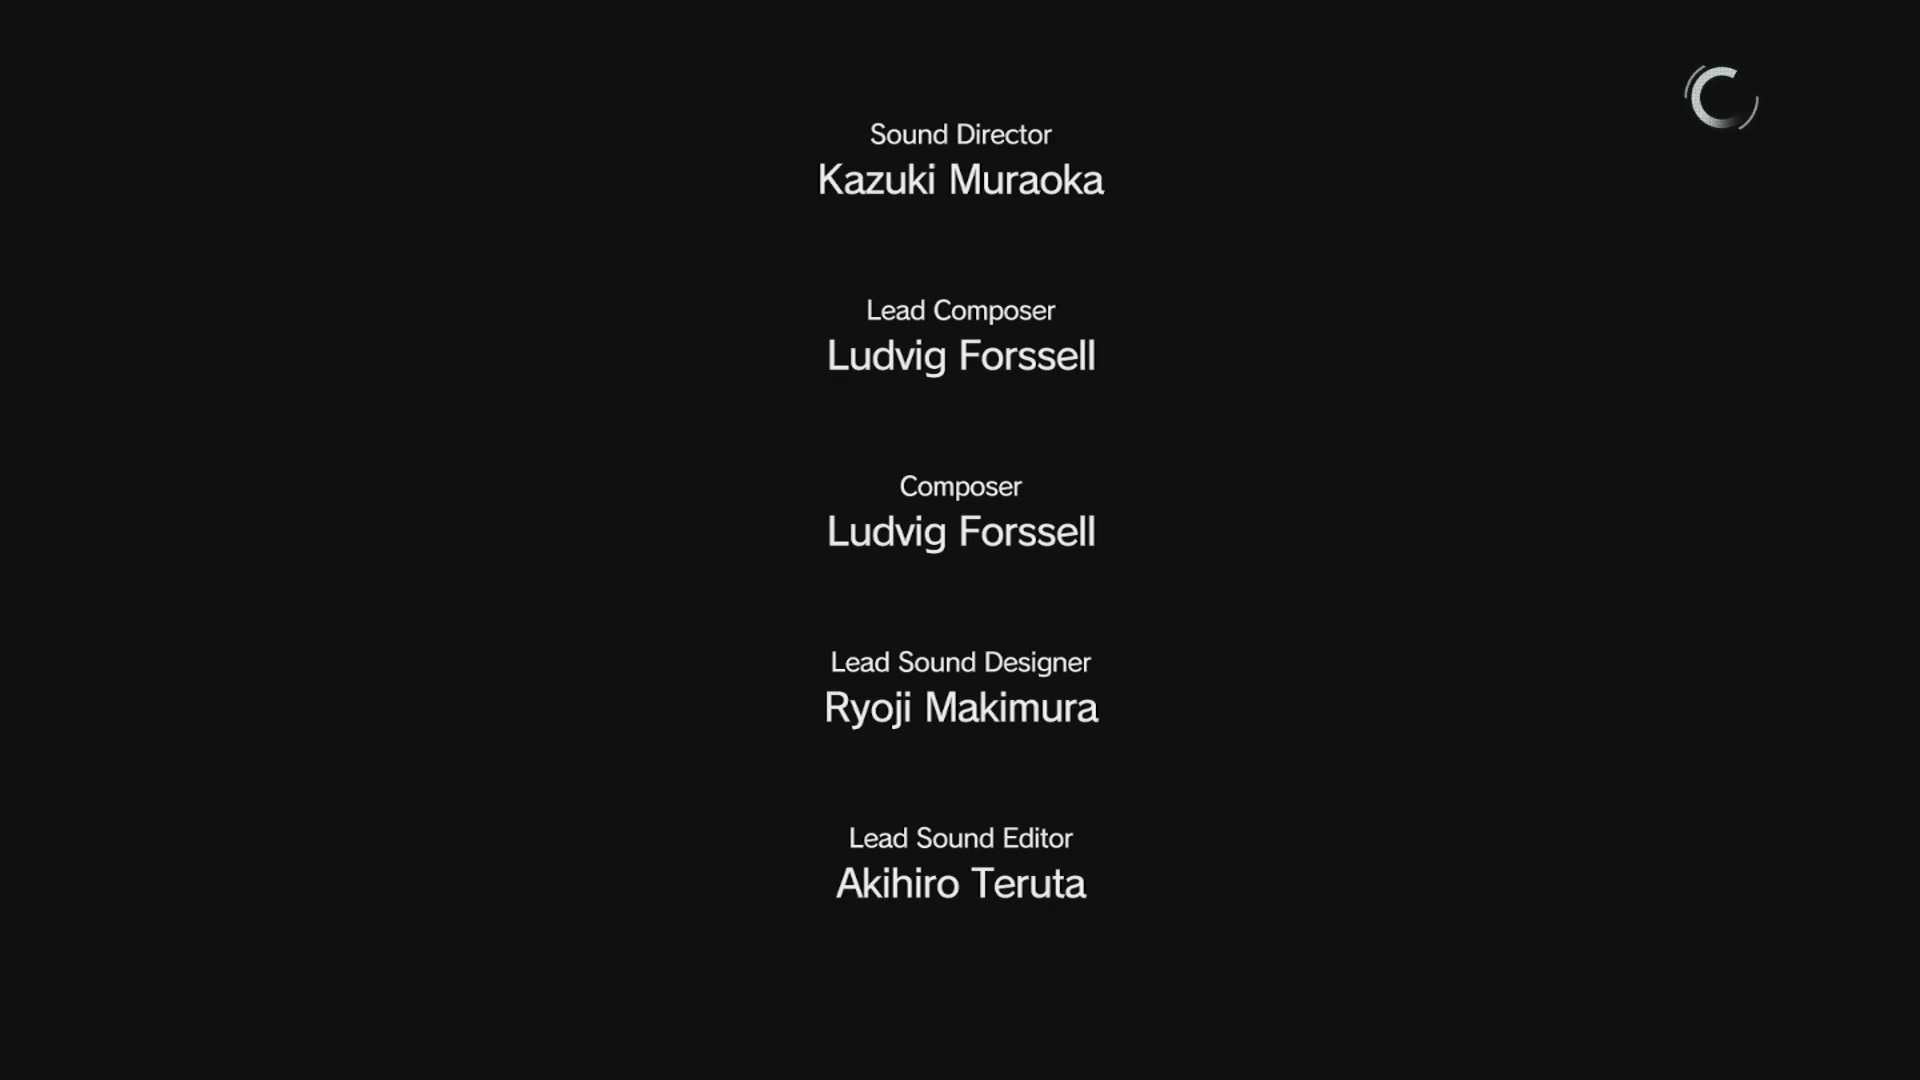 Sound Director
Kazuki Muraoka
Lead Composer
Ludvig Forssell
Composer
Ludvig Forssell
Lead Sound Designer
Ryoji Makimura
Lead Sound Editor
Akihiro Teruta